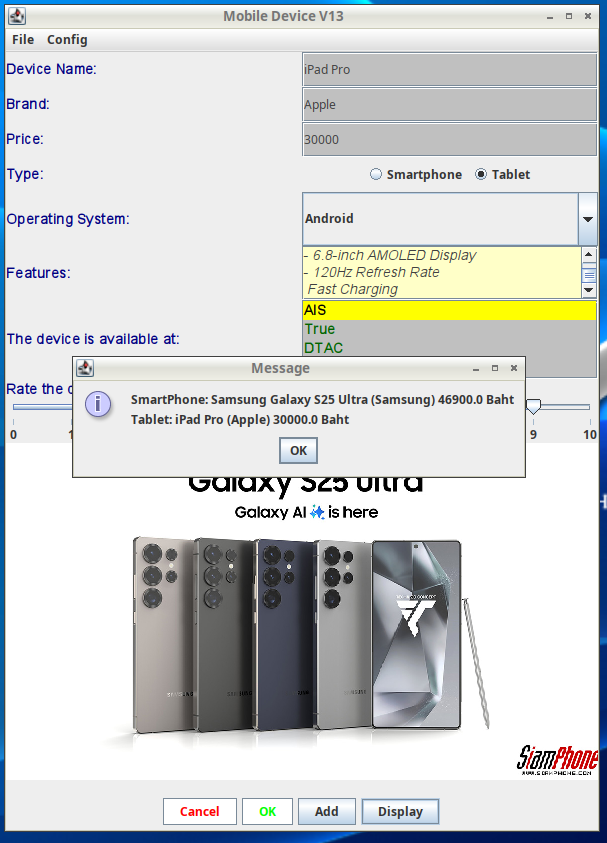 Mobile Device V13
File Config
Device Name: iPad Pro
Brand: Apple
Price: 30000
Type: Smartphone Tablet
Operating System: Android
Features:
- 6.8-inch AMOLED Display
- 120Hz Refresh Rate
Fast Charging
The device is available at:
AIS
True
DTAC
Rate the
0 9 10
Message
SmartPhone: Samsung Galaxy S25 Ultra (Samsung) 46900.0 Baht
Tablet: iPad Pro (Apple) 30000.0 Baht
OK
Galaxy S25 Ultra
Galaxy AI is here
SiamPhone
WWW.SIAMPHONE.COM
Cancel OK Add Display